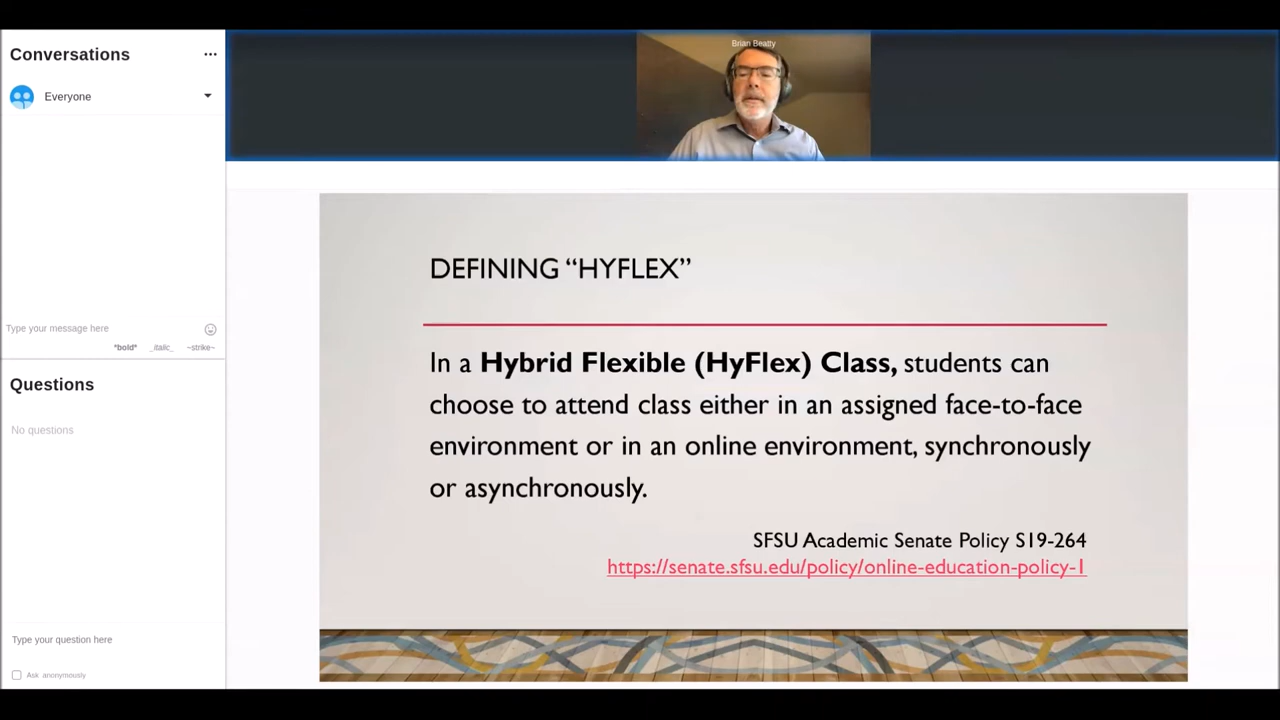 Conversations
Everyone
Type your message here
*bold* _italic_ ~strike~
Questions
No questions
Type your question here
Ask anonymously
Brian Beatty
DEFINING “HYFLEX”
In a Hybrid Flexible (HyFlex) Class, students can
choose to attend class either in an assigned face-to-face
environment or in an online environment, synchronously
or asynchronously.
SFSU Academic Senate Policy S19-264
https://senate.sfsu.edu/policy/online-education-policy-1